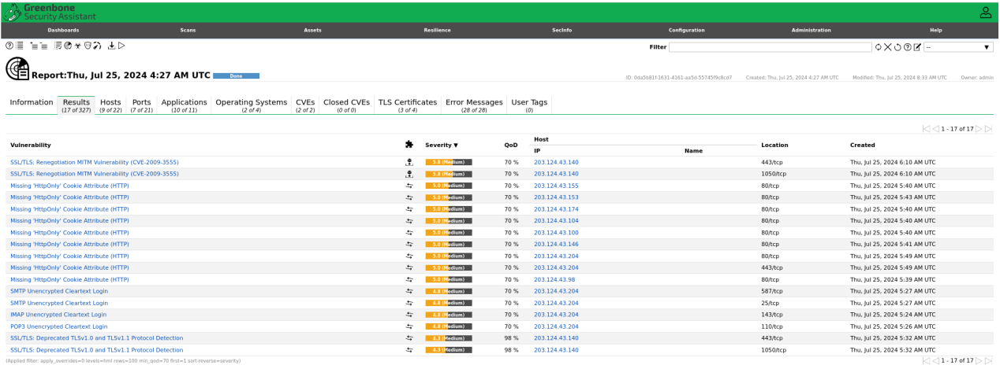 Greenbone
Security Assistant
Dashboards Scans Assets Resilience SecInfo Configuration Administration Help
Filter --
Report:Thu, Jul 25, 2024 4:27 AM UTC Done ID: 0da5b81f-1631-4161-aa5d-55745f9c8cd7 Created: Thu, Jul 25, 2024 4:27 AM UTC Modified: Thu, Jul 25, 2024 8:33 AM UTC Owner: admin
Information Results Hosts Ports Applications Operating Systems CVEs Closed CVEs TLS Certificates Error Messages User Tags
(17 of 327) (9 of 22) (7 of 21) (10 of 11) (2 of 4) (2 of 2) (0 of 0) (3 of 4) (28 of 28) (0)
1 - 17 of 17
Vulnerability Severity ▼ QoD Host Location Created
IP Name
SSL/TLS: Renegotiation MITM Vulnerability (CVE-2009-3555) 5.8 (Medium) 70 % 203.124.43.140 443/tcp Thu, Jul 25, 2024 6:10 AM UTC
SSL/TLS: Renegotiation MITM Vulnerability (CVE-2009-3555) 5.8 (Medium) 70 % 203.124.43.140 1050/tcp Thu, Jul 25, 2024 6:10 AM UTC
Missing 'HttpOnly' Cookie Attribute (HTTP) 5.0 (Medium) 70 % 203.124.43.155 80/tcp Thu, Jul 25, 2024 5:40 AM UTC
Missing 'HttpOnly' Cookie Attribute (HTTP) 5.0 (Medium) 70 % 203.124.43.153 80/tcp Thu, Jul 25, 2024 5:43 AM UTC
Missing 'HttpOnly' Cookie Attribute (HTTP) 5.0 (Medium) 70 % 203.124.43.174 80/tcp Thu, Jul 25, 2024 5:40 AM UTC
Missing 'HttpOnly' Cookie Attribute (HTTP) 5.0 (Medium) 70 % 203.124.43.104 80/tcp Thu, Jul 25, 2024 5:40 AM UTC
Missing 'HttpOnly' Cookie Attribute (HTTP) 5.0 (Medium) 70 % 203.124.43.100 80/tcp Thu, Jul 25, 2024 5:40 AM UTC
Missing 'HttpOnly' Cookie Attribute (HTTP) 5.0 (Medium) 70 % 203.124.43.146 80/tcp Thu, Jul 25, 2024 5:41 AM UTC
Missing 'HttpOnly' Cookie Attribute (HTTP) 5.0 (Medium) 70 % 203.124.43.204 80/tcp Thu, Jul 25, 2024 5:49 AM UTC
Missing 'HttpOnly' Cookie Attribute (HTTP) 5.0 (Medium) 70 % 203.124.43.204 443/tcp Thu, Jul 25, 2024 5:49 AM UTC
Missing 'HttpOnly' Cookie Attribute (HTTP) 5.0 (Medium) 70 % 203.124.43.98 80/tcp Thu, Jul 25, 2024 5:39 AM UTC
SMTP Unencrypted Cleartext Login 4.8 (Medium) 70 % 203.124.43.204 587/tcp Thu, Jul 25, 2024 5:27 AM UTC
SMTP Unencrypted Cleartext Login 4.8 (Medium) 70 % 203.124.43.204 25/tcp Thu, Jul 25, 2024 5:27 AM UTC
IMAP Unencrypted Cleartext Login 4.8 (Medium) 70 % 203.124.43.204 143/tcp Thu, Jul 25, 2024 5:24 AM UTC
POP3 Unencrypted Cleartext Login 4.8 (Medium) 70 % 203.124.43.204 110/tcp Thu, Jul 25, 2024 5:26 AM UTC
SSL/TLS: Deprecated TLSv1.0 and TLSv1.1 Protocol Detection 4.3 (Medium) 98 % 203.124.43.140 443/tcp Thu, Jul 25, 2024 5:32 AM UTC
SSL/TLS: Deprecated TLSv1.0 and TLSv1.1 Protocol Detection 4.3 (Medium) 98 % 203.124.43.140 1050/tcp Thu, Jul 25, 2024 5:32 AM UTC
(Applied filter: apply_overrides=0 levels=hml rows=100 min_qod=70 first=1 sort-reverse=severity) 1 - 17 of 17